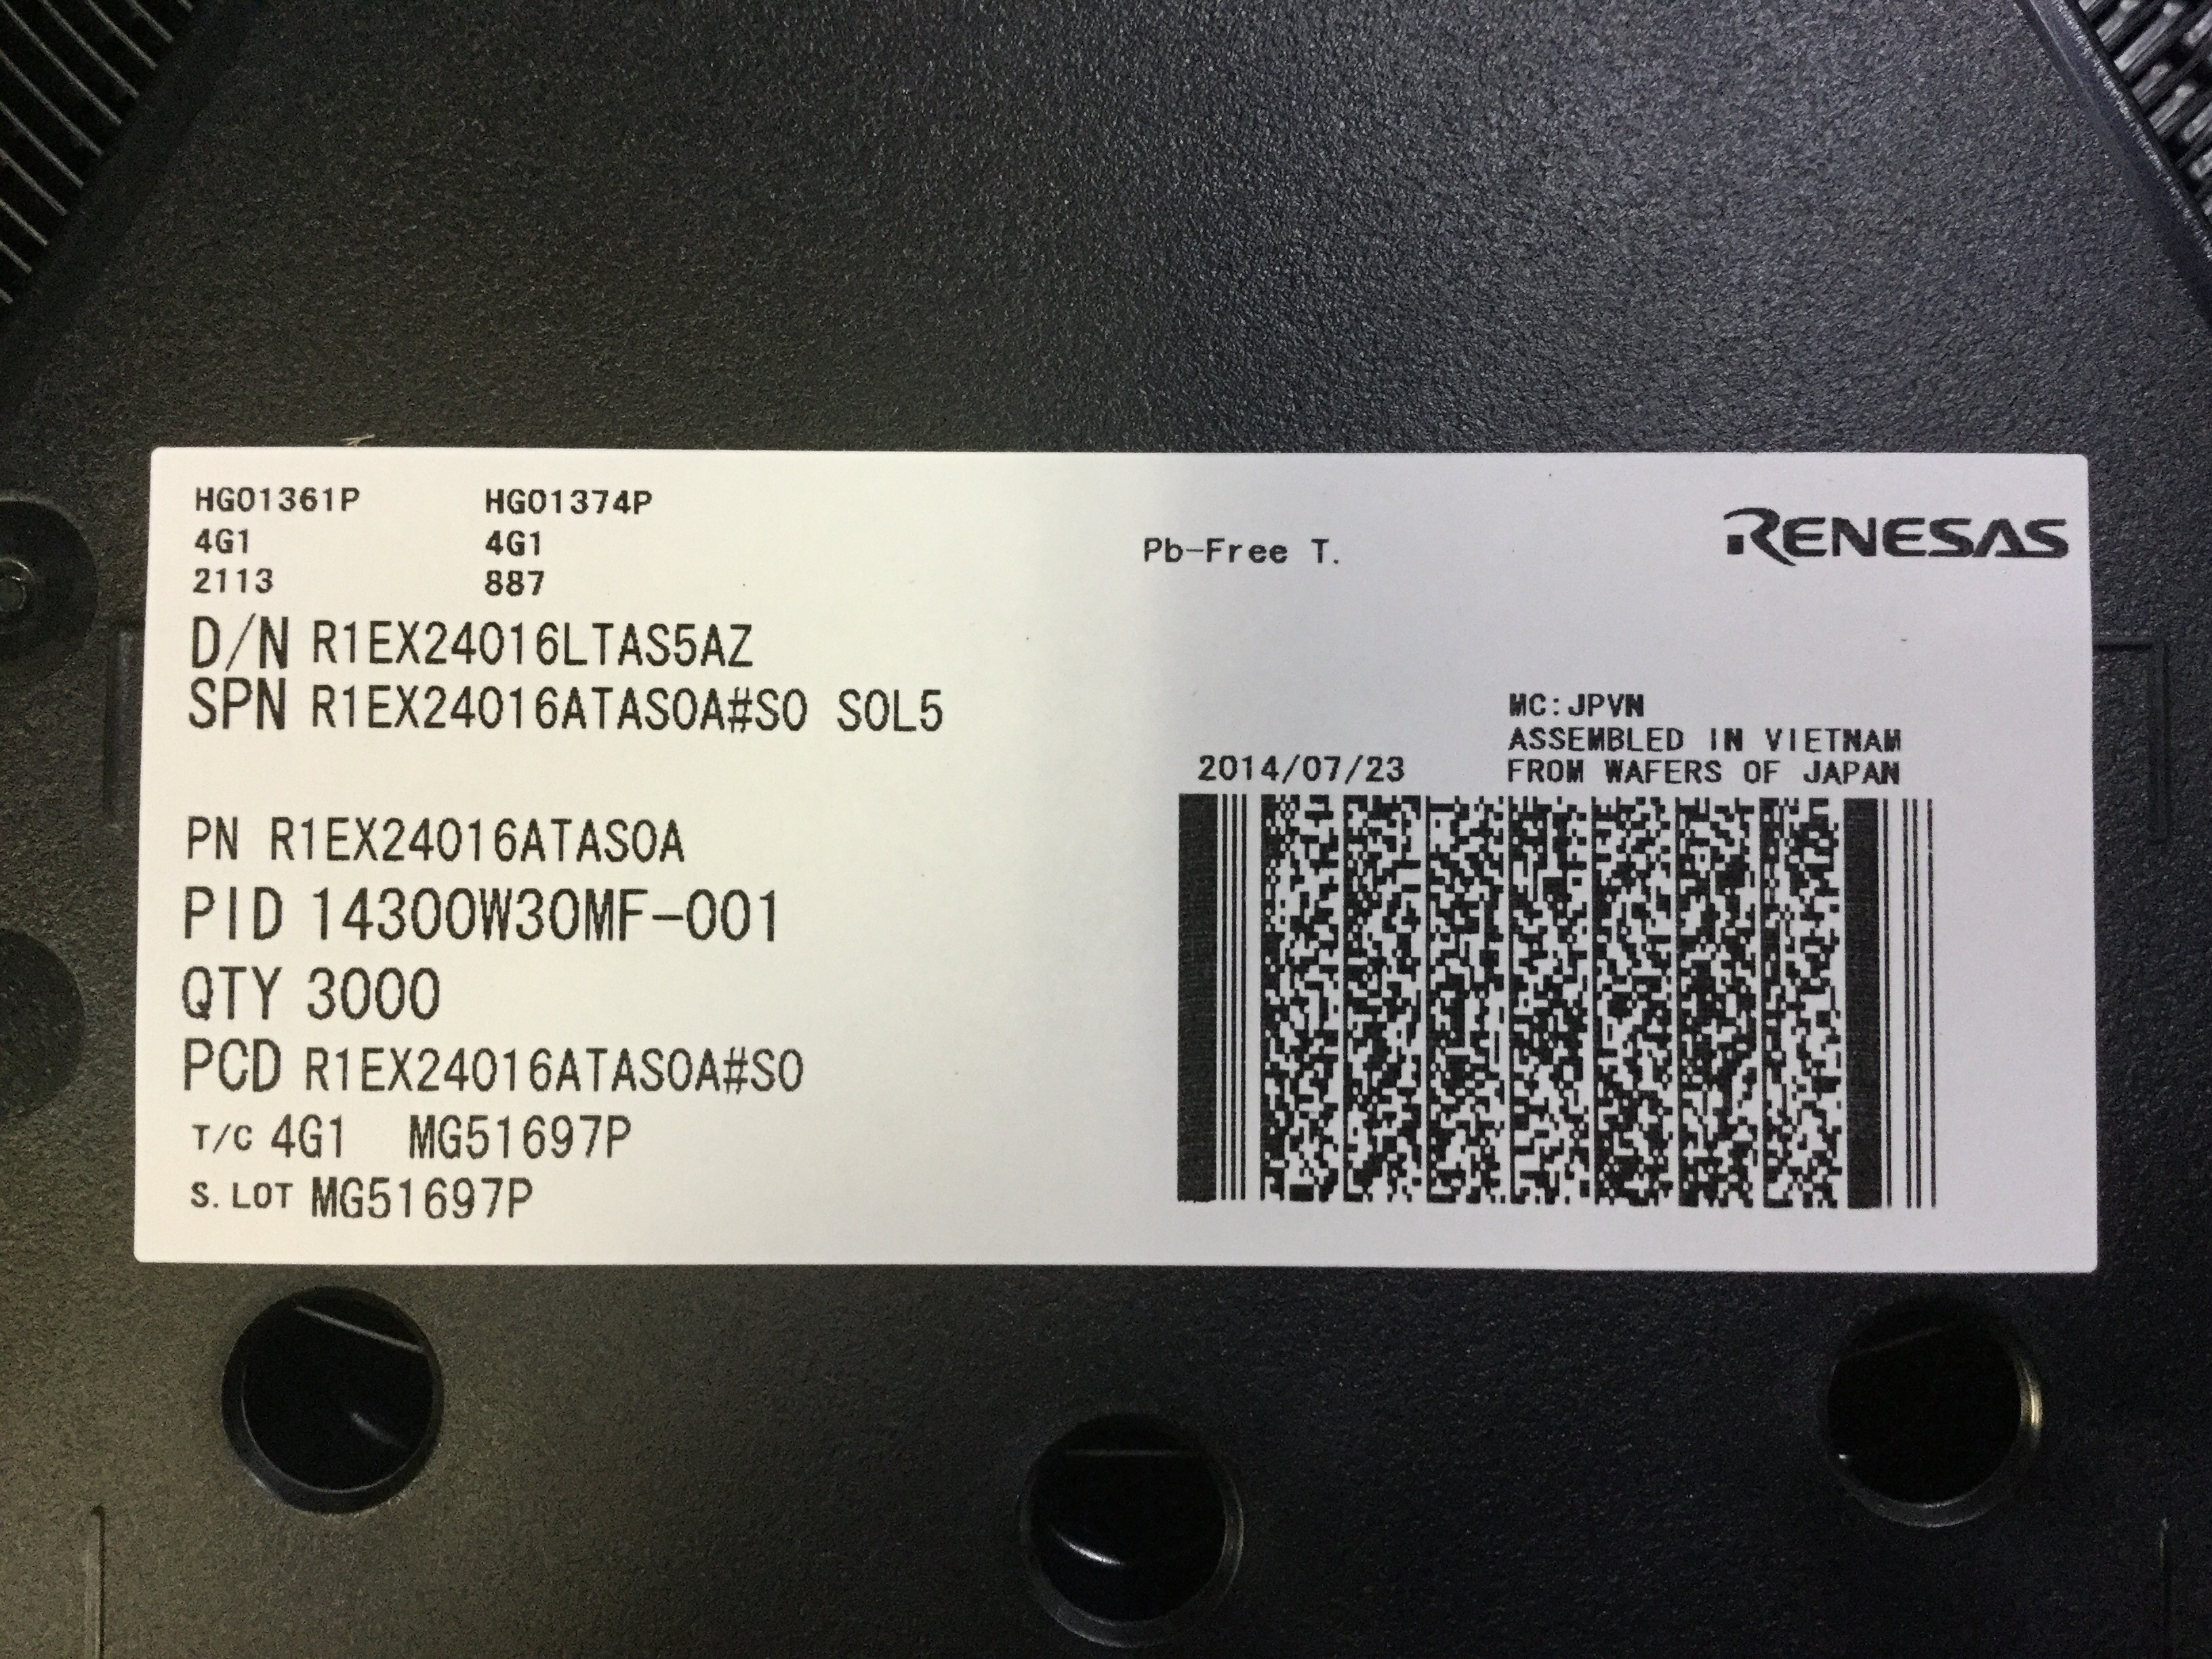 HG01361P HG01374P
4G1 4G1
2113 887
Pb-Free T.
RENESAS
D/N R1EX24016LTAS5AZ
SPN R1EX24016ATAS0A#S0 S0L5
MC:JPVN
ASSEMBLED IN VIETNAM
2014/07/23 FROM WAFERS OF JAPAN
PN R1EX24016ATAS0A
PID 14300W30MF-001
QTY 3000
PCD R1EX24016ATAS0A#S0
T/C 4G1 MG51697P
S. LOT MG51697P